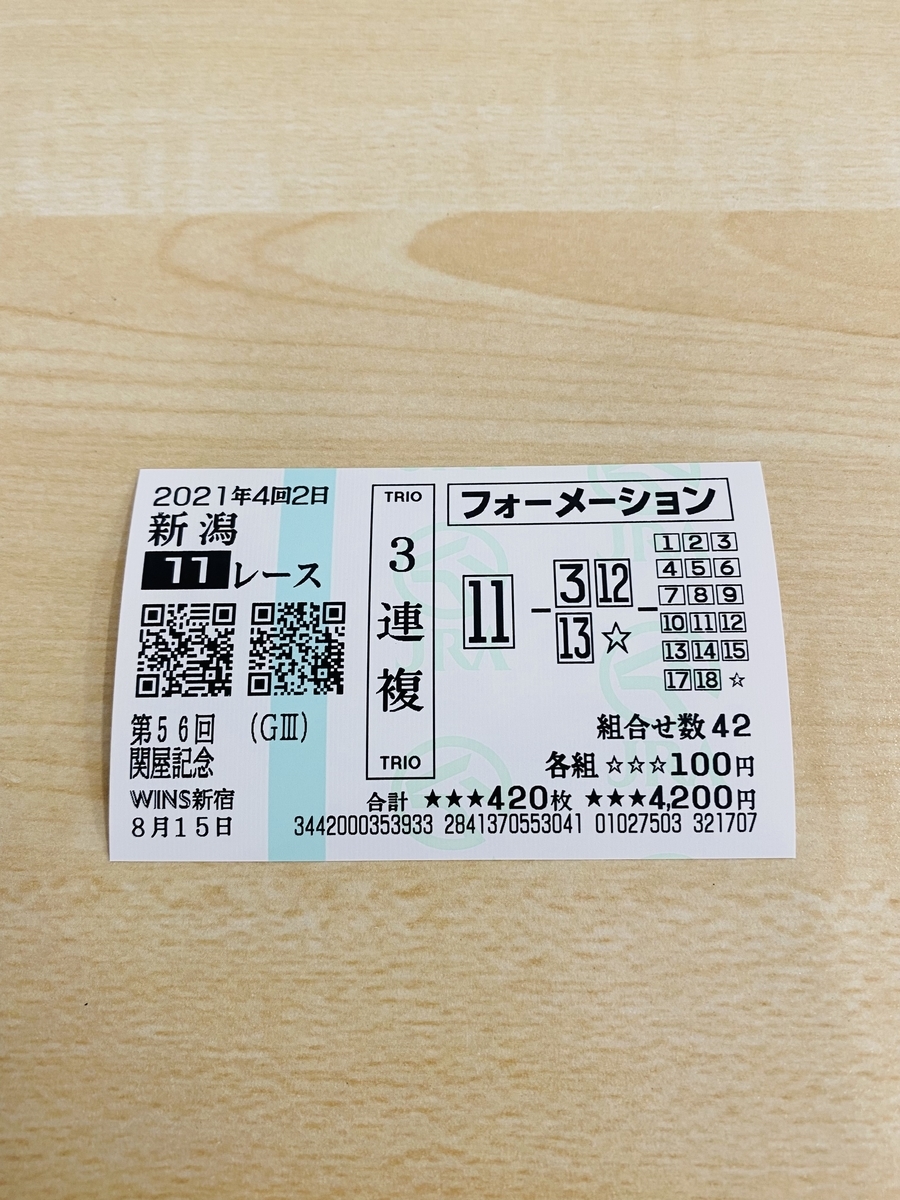 2021年4回2日
新潟
11レース
第56回 (GⅢ)
関屋記念
WINS新宿
8月15日
TRIO
3連複
TRIO
フォーメーション
11 - 3 12 13 ☆ -
1 2 3
4 5 6
7 8 9
10 11 12
13 14 15
17 18 ☆
組合せ数42
各組 ☆☆☆100円
合計 ★★★420枚 ★★★4,200円
3442000353933 2841370553041 01027503 321707
JRA